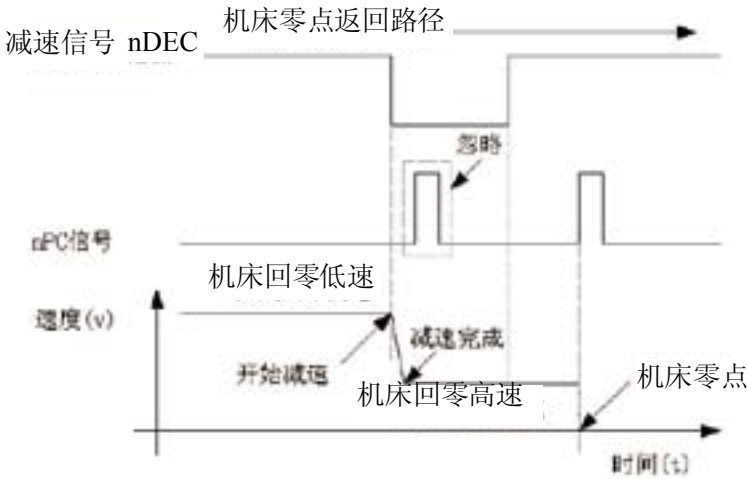 机床零点返回路径
减速信号 nDEC
忽略
nPC信号
机床回零低速
速度(v)
减速完成
开始减速
机床回零高速
机床零点
时间(t)